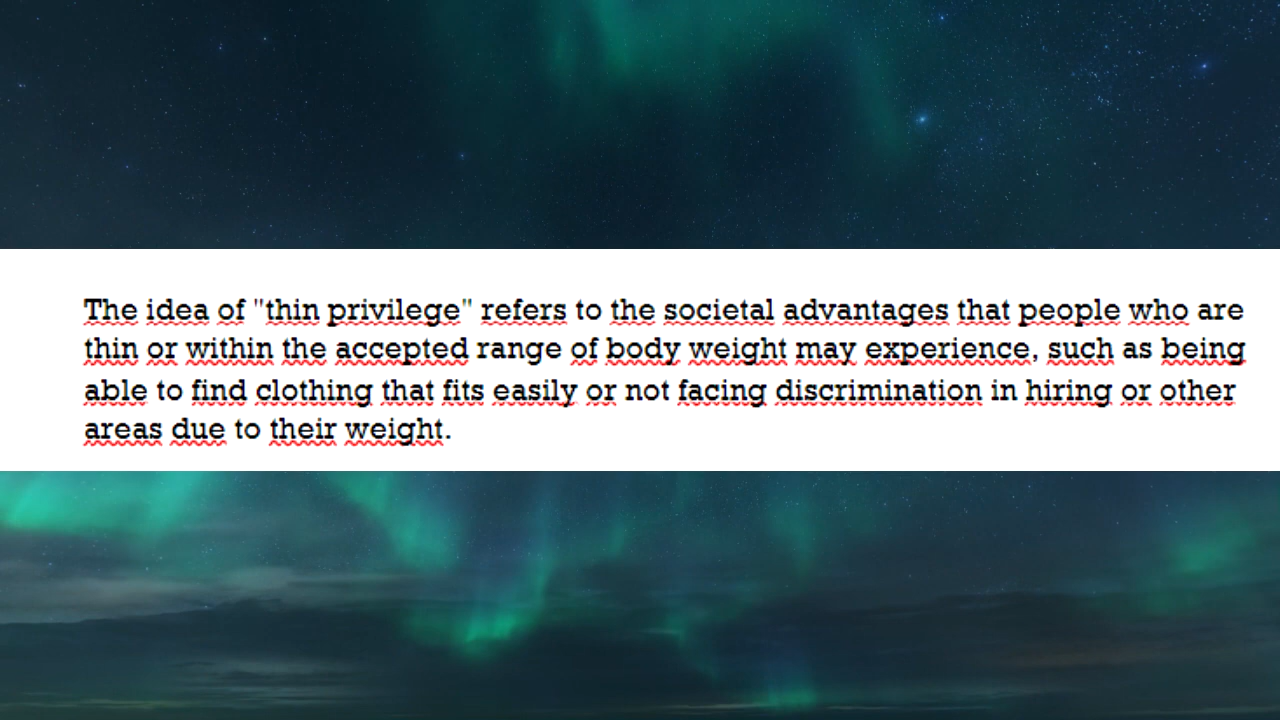 The idea of "thin privilege" refers to the societal advantages that people who are
thin or within the accepted range of body weight may experience, such as being
able to find clothing that fits easily or not facing discrimination in hiring or other
areas due to their weight.